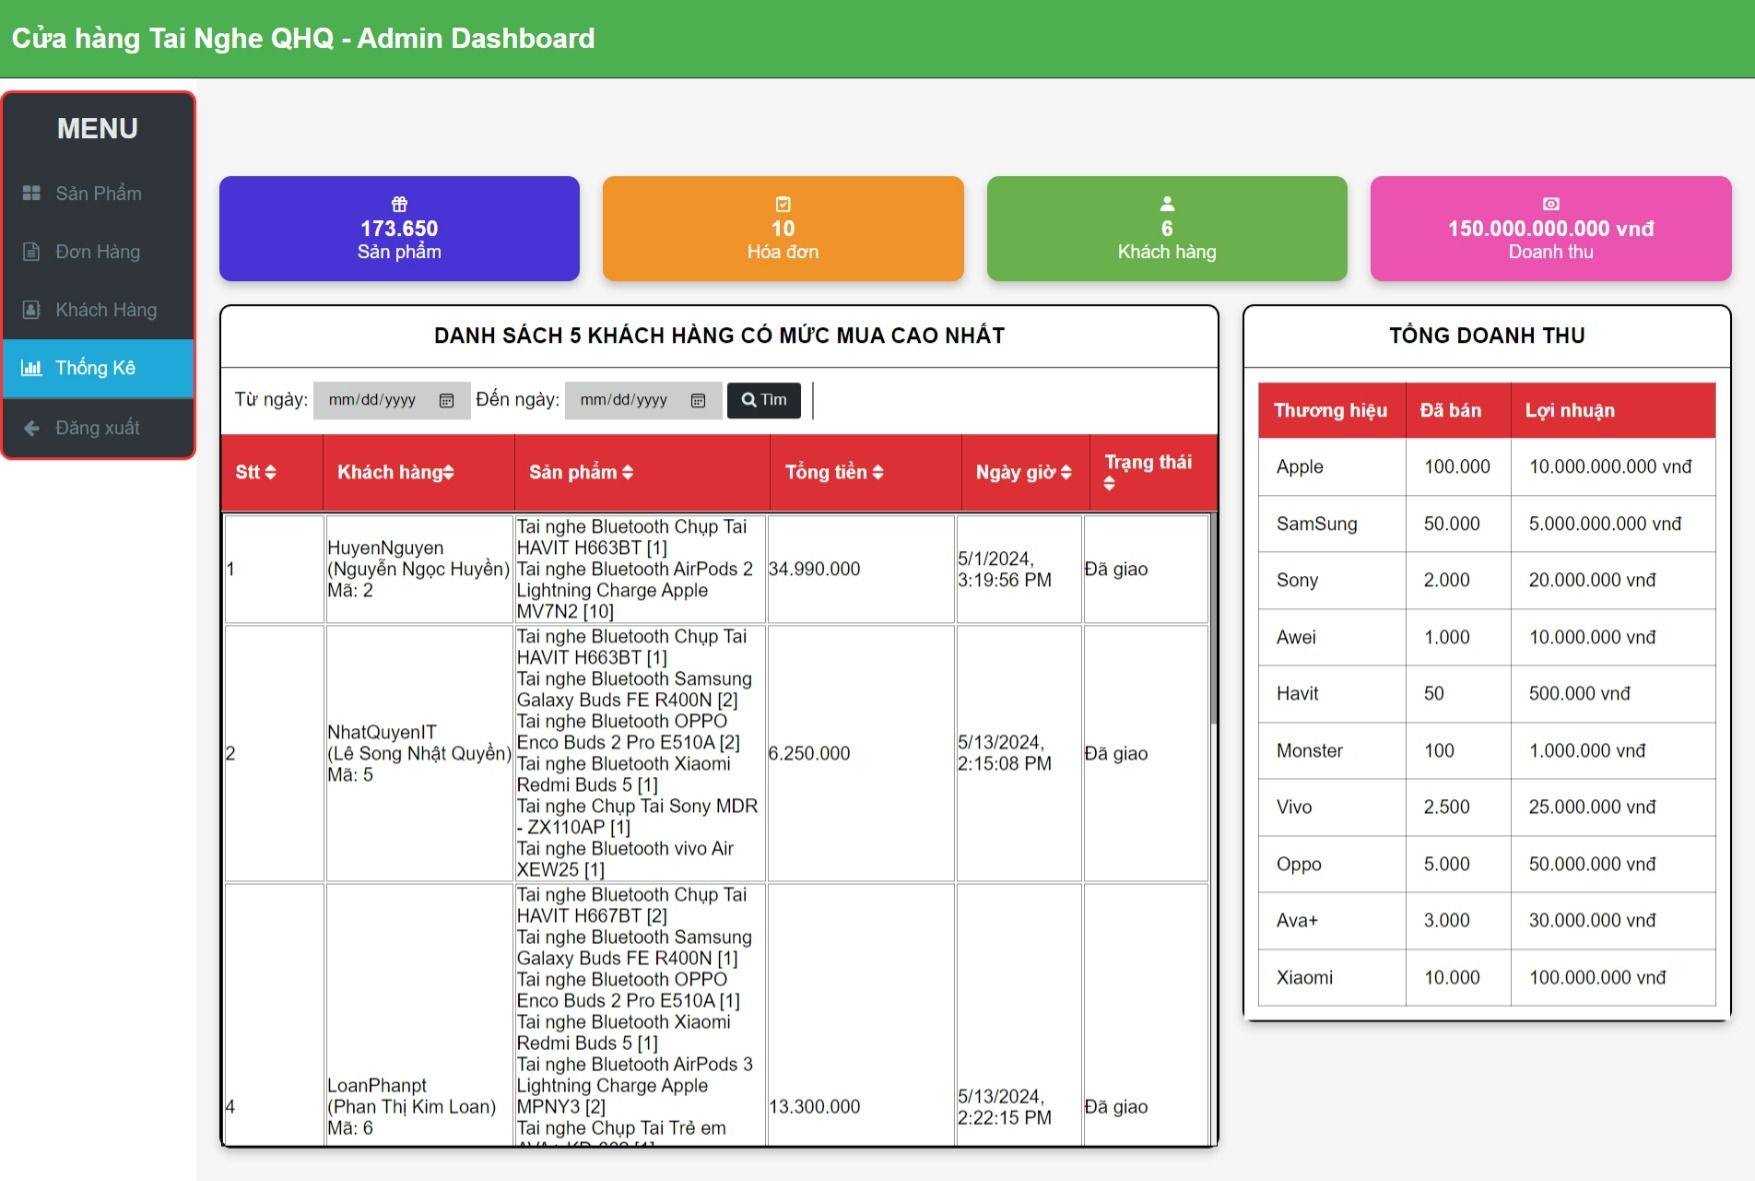 Cửa hàng Tai Nghe QHQ - Admin Dashboard
MENU
Sản Phẩm
Đơn Hàng
Khách Hàng
Thống Kê
Đăng xuất
173.650
Sản phẩm
10
Hóa đơn
6
Khách hàng
150.000.000.000 vnđ
Doanh thu
DANH SÁCH 5 KHÁCH HÀNG CÓ MỨC MUA CAO NHẤT
Từ ngày: mm/dd/yyyy Đến ngày: mm/dd/yyyy Tìm
Stt Khách hàng Sản phẩm Tổng tiền Ngày giờ Trạng thái
1
HuyenNguyen
(Nguyễn Ngọc Huyền)
Mã: 2
Tai nghe Bluetooth Chụp Tai
HAVIT H663BT [1]
Tai nghe Bluetooth AirPods 2
Lightning Charge Apple
MV7N2 [10]
34.990.000
5/1/2024,
3:19:56 PM
Đã giao
2
NhatQuyenIT
(Lê Song Nhật Quyền)
Mã: 5
Tai nghe Bluetooth Chụp Tai
HAVIT H663BT [1]
Tai nghe Bluetooth Samsung
Galaxy Buds FE R400N [2]
Tai nghe Bluetooth OPPO
Enco Buds 2 Pro E510A [2]
Tai nghe Bluetooth Xiaomi
Redmi Buds 5 [1]
Tai nghe Chụp Tai Sony MDR
- ZX110AP [1]
Tai nghe Bluetooth vivo Air
XEW25 [1]
6.250.000
5/13/2024,
2:15:08 PM
Đã giao
4
LoanPhanpt
(Phan Thị Kim Loan)
Mã: 6
Tai nghe Bluetooth Chụp Tai
HAVIT H667BT [2]
Tai nghe Bluetooth Samsung
Galaxy Buds FE R400N [1]
Tai nghe Bluetooth OPPO
Enco Buds 2 Pro E510A [1]
Tai nghe Bluetooth Xiaomi
Redmi Buds 5 [1]
Tai nghe Bluetooth AirPods 3
Lightning Charge Apple
MPNY3 [2]
Tai nghe Chụp Tai Trẻ em
13.300.000
5/13/2024,
2:22:15 PM
Đã giao
TỔNG DOANH THU
Thương hiệu Đã bán Lợi nhuận
Apple 100.000 10.000.000.000 vnđ
SamSung 50.000 5.000.000.000 vnđ
Sony 2.000 20.000.000 vnđ
Awei 1.000 10.000.000 vnđ
Havit 50 500.000 vnđ
Monster 100 1.000.000 vnđ
Vivo 2.500 25.000.000 vnđ
Oppo 5.000 50.000.000 vnđ
Ava+ 3.000 30.000.000 vnđ
Xiaomi 10.000 100.000.000 vnđ